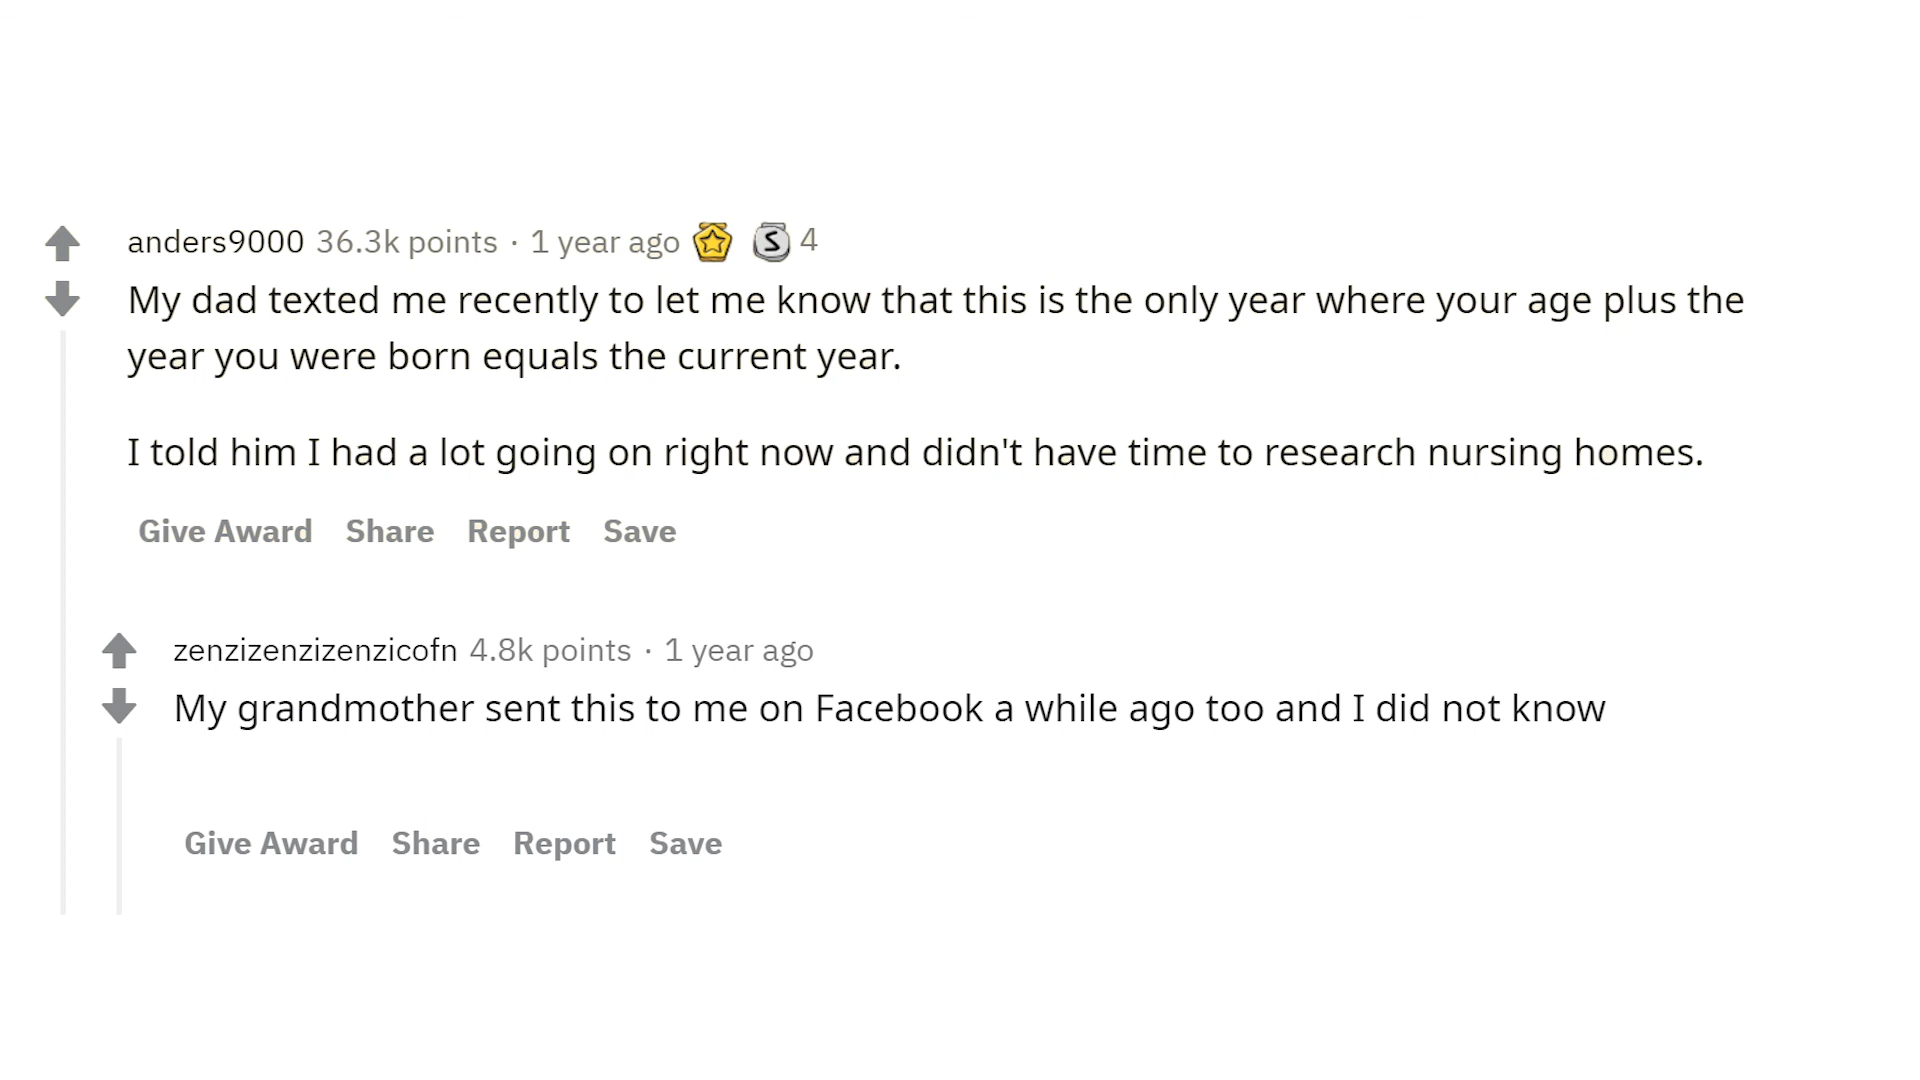 anders9000 36.3k points · 1 year ago S 4
My dad texted me recently to let me know that this is the only year where your age plus the
year you were born equals the current year.
I told him I had a lot going on right now and didn't have time to research nursing homes.
Give Award Share Report Save
zenzizenzizenzicofn 4.8k points · 1 year ago
My grandmother sent this to me on Facebook a while ago too and I did not know
Give Award Share Report Save